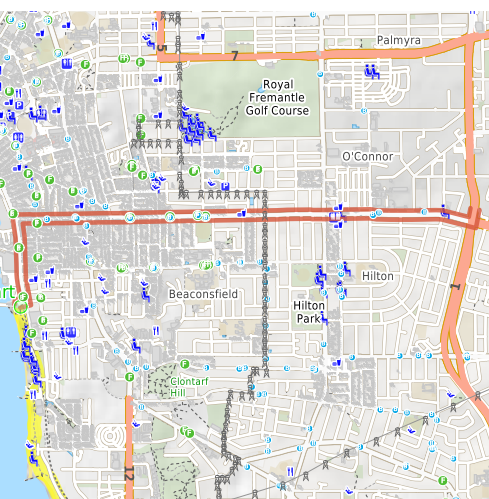 Palmyra
5
7
Royal
Fremantle
Golf Course
O'Connor
Hilton
1
Beaconsfield
Hilton
Park
Clontarf
Hill
12